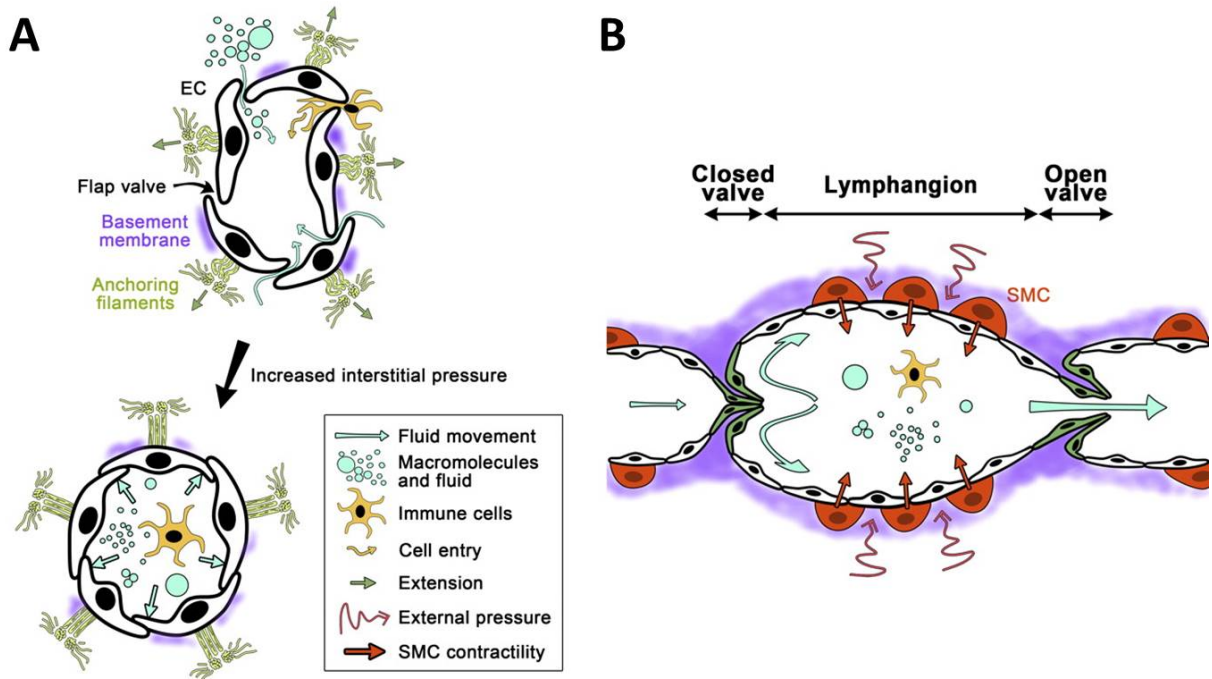 A
EC
Flap valve
Basement
membrane
Anchoring
filaments
Increased interstitial pressure
Fluid movement
Macromolecules
and fluid
Immune cells
Cell entry
Extension
External pressure
SMC contractility
B
Closed
valve
Lymphangion
Open
valve
SMC